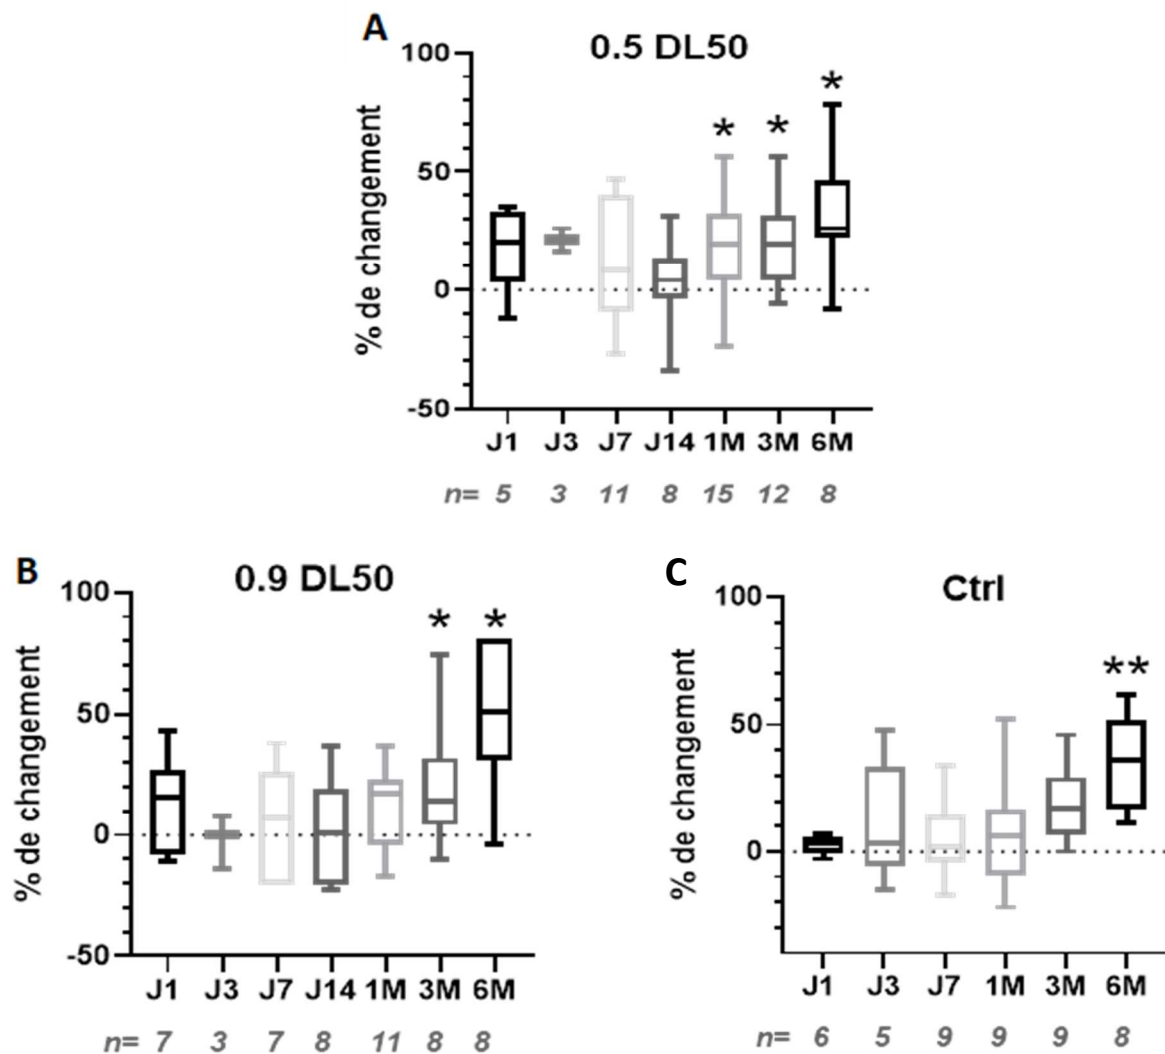 A
0.5 DL50
100
50
0
-50
% de changement
*
*
*
J1 J3 J7 J14 1M 3M 6M
n= 5 3 11 8 15 12 8
B
0.9 DL50
100
50
0
-50
% de changement
*
*
J1 J3 J7 J14 1M 3M 6M
n= 7 3 7 8 11 8 8
C
Ctrl
100
50
0
% de changement
**
J1 J3 J7 1M 3M 6M
n= 6 5 9 9 9 8